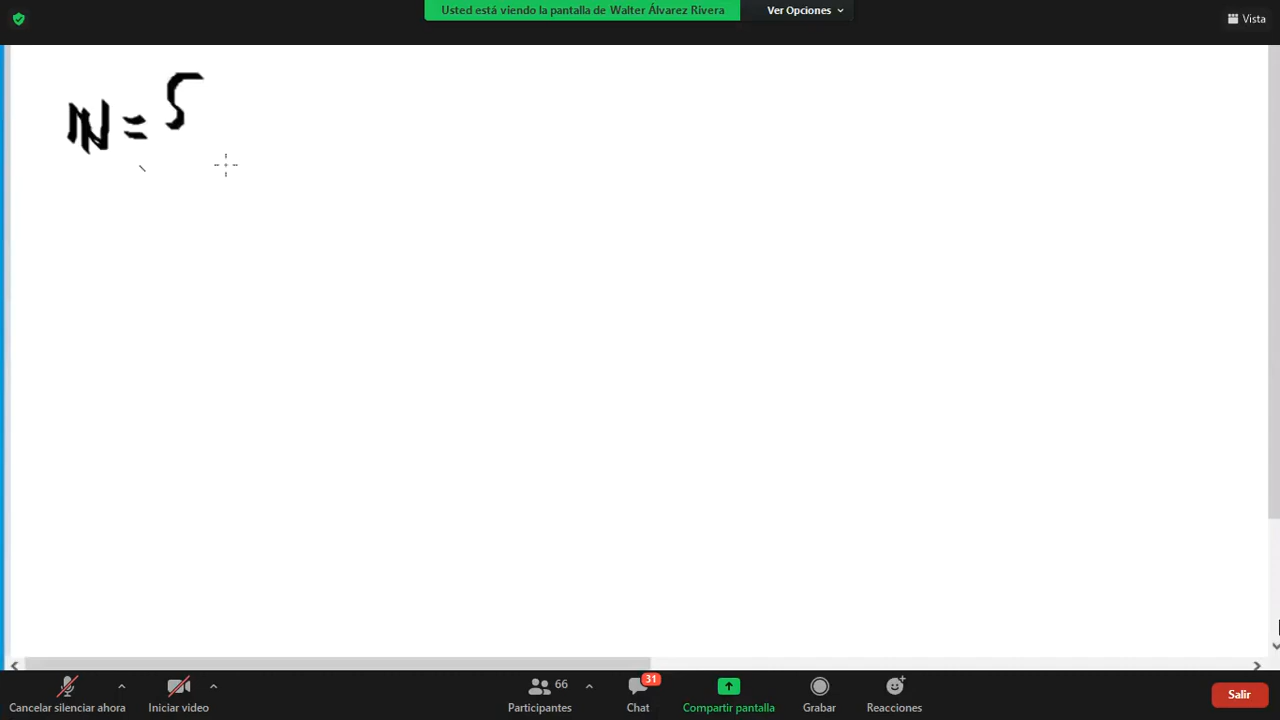 Usted está viendo la pantalla de Walter Álvarez Rivera Ver Opciones
Vista
N = 5
Cancelar silenciar ahora Iniciar video 66 Participantes 31 Chat Compartir pantalla Grabar Reacciones Salir